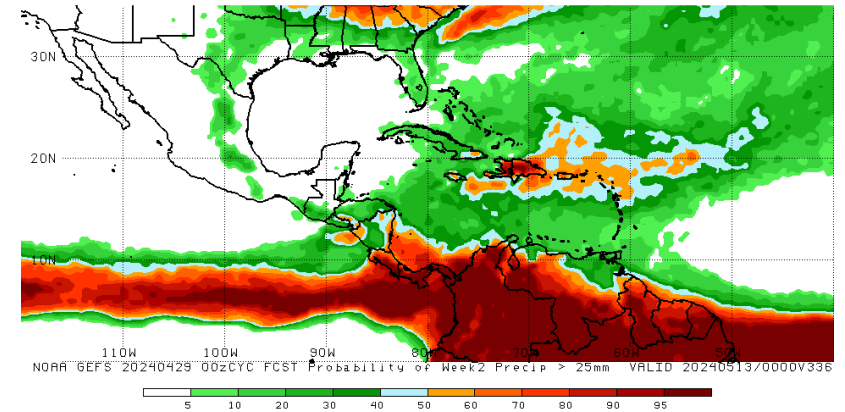 30N
20N
10N
110W 100W 90W 80W 70W 60W 50W
NOAA GEFS 20240429 00zCYC FCST Probability of Week2 Precip > 25mm VALID 20240513/0000V336
5 10 20 30 40 50 60 70 80 90 95